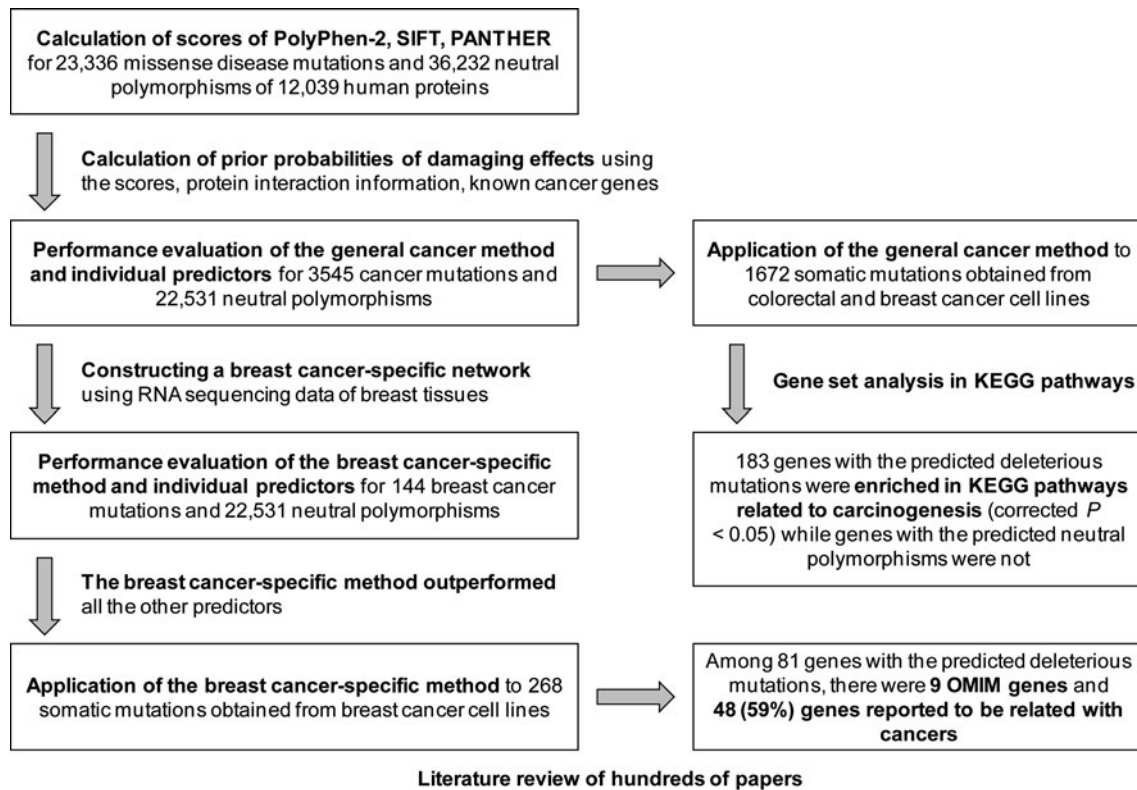 Calculation of scores of PolyPhen-2, SIFT, PANTHER
for 23,336 missense disease mutations and 36,232 neutral
polymorphisms of 12,039 human proteins
Calculation of prior probabilities of damaging effects using
the scores, protein interaction information, known cancer genes
Performance evaluation of the general cancer method
and individual predictors for 3545 cancer mutations and
22,531 neutral polymorphisms
Application of the general cancer method to
1672 somatic mutations obtained from
colorectal and breast cancer cell lines
Constructing a breast cancer-specific network
using RNA sequencing data of breast tissues
Gene set analysis in KEGG pathways
Performance evaluation of the breast cancer-specific
method and individual predictors for 144 breast cancer
mutations and 22,531 neutral polymorphisms
183 genes with the predicted deleterious
mutations were enriched in KEGG pathways
related to carcinogenesis (corrected P
< 0.05) while genes with the predicted neutral
polymorphisms were not
The breast cancer-specific method outperformed
all the other predictors
Application of the breast cancer-specific method to 268
somatic mutations obtained from breast cancer cell lines
Among 81 genes with the predicted deleterious
mutations, there were 9 OMIM genes and
48 (59%) genes reported to be related with
cancers
Literature review of hundreds of papers